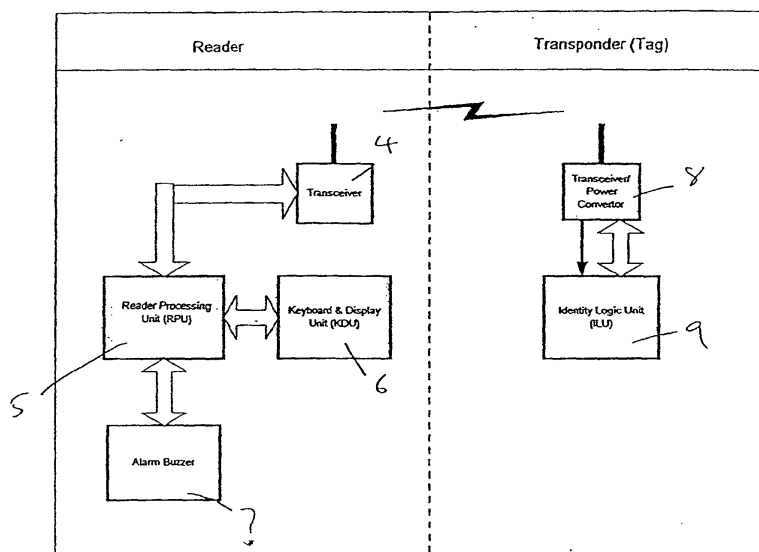 Reader
Transponder (Tag)
4
Transceiver
Transceiver/
Power
Convertor
8
Reader Processing
Unit (RPU)
Keyboard & Display
Unit (KDU)
Identity Logic Unit
(ILU)
5
6
9
Alarm Buzzer
7